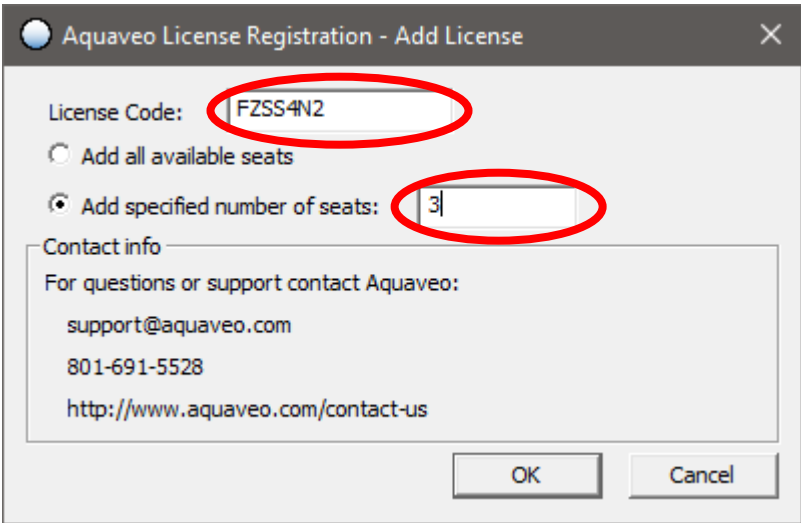 Aquaveo License Registration - Add License
License Code: FZSS4N2
Add all available seats
Add specified number of seats: 3
Contact info
For questions or support contact Aquaveo:
support@aquaveo.com
801-691-5528
http://www.aquaveo.com/contact-us
OK Cancel